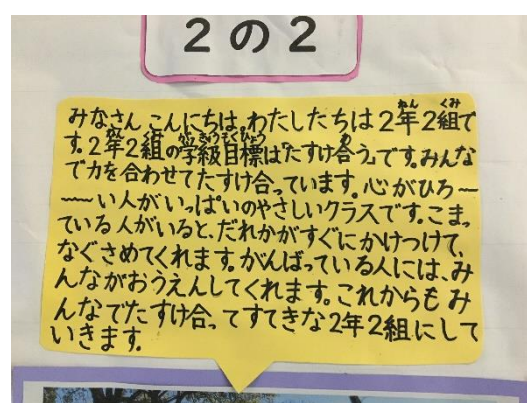 2の2
みなさん、こんにちは。わたしたちは2年2組で
す。2年2組の学級目標は「たすけ合う」です。みんな
で力を合わせてたすけ合っています。心がひろ〜
〜い人がいっぱいのやさしいクラスです。こまっ
ている人がいると、だれかがすぐにかけつけて、
なぐさめてくれます。がんばっている人には、み
んながおうえんしてくれます。これからもみ
んなでたすけ合ってすてきな2年2組にして
いきます。